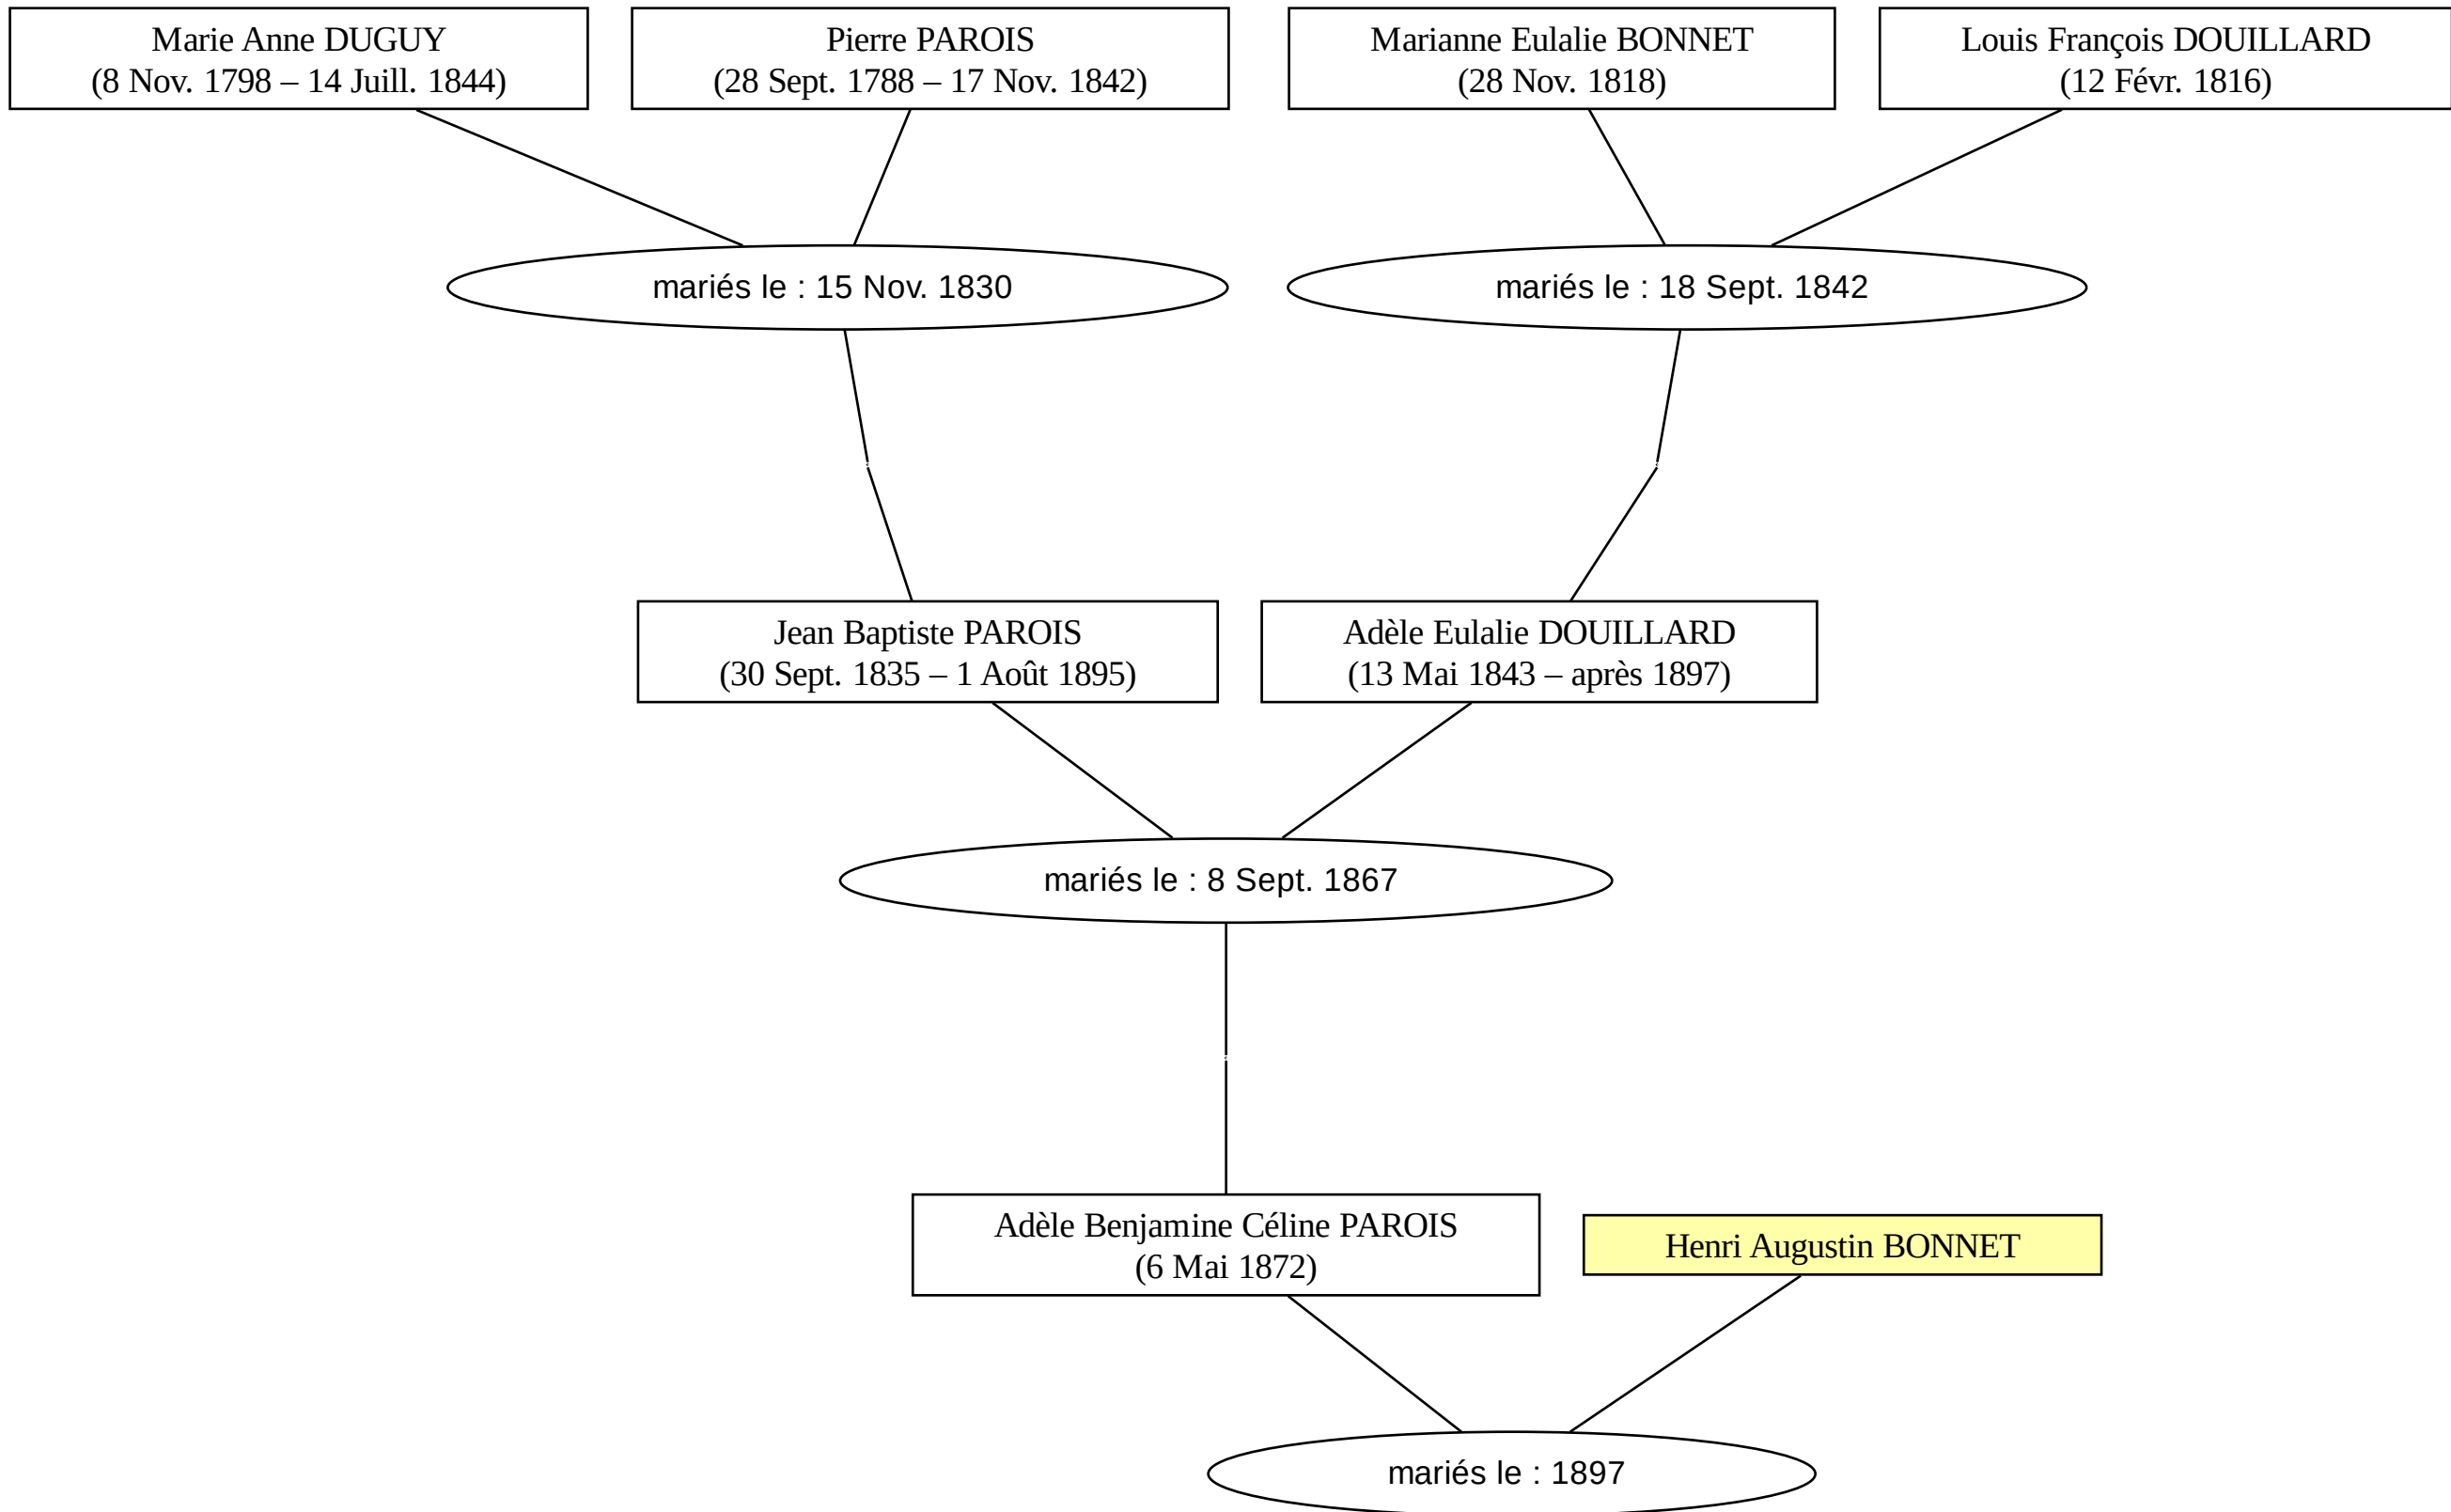 Marie Anne DUGUY
(8 Nov. 1798 – 14 Juill. 1844)
Pierre PAROIS
(28 Sept. 1788 – 17 Nov. 1842)
Marianne Eulalie BONNET
(28 Nov. 1818)
Louis François DOUILLARD
(12 Févr. 1816)
mariés le : 15 Nov. 1830
mariés le : 18 Sept. 1842
Jean Baptiste PAROIS
(30 Sept. 1835 – 1 Août 1895)
Adèle Eulalie DOUILLARD
(13 Mai 1843 – après 1897)
mariés le : 8 Sept. 1867
Adèle Benjamine Céline PAROIS
(6 Mai 1872)
Henri Augustin BONNET
mariés le : 1897